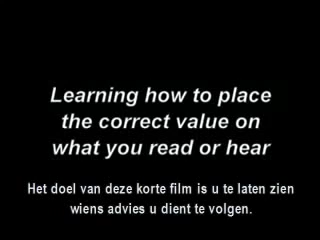 Learning how to place
the correct value on
what you read or hear
Het doel van deze korte film is u te laten zien
wiens advies u dient te volgen.